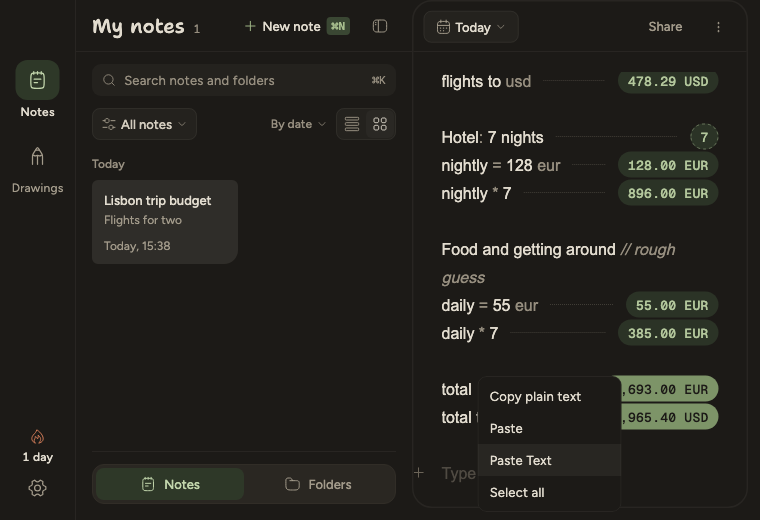 My notes 1
New note ⌘N
Search notes and folders ⌘K
All notes
By date
Today
Lisbon trip budget
Flights for two
Today, 15:38
Notes
Drawings
1 day
Notes
Folders
Today
Share
flights to usd 478.29 USD
Hotel: 7 nights 7
nightly = 128 eur 128.00 EUR
nightly * 7 896.00 EUR
Food and getting around // rough
guess
daily = 55 eur 55.00 EUR
daily * 7 385.00 EUR
total ,693.00 EUR
total ,965.40 USD
Type
Copy plain text
Paste
Paste Text
Select all